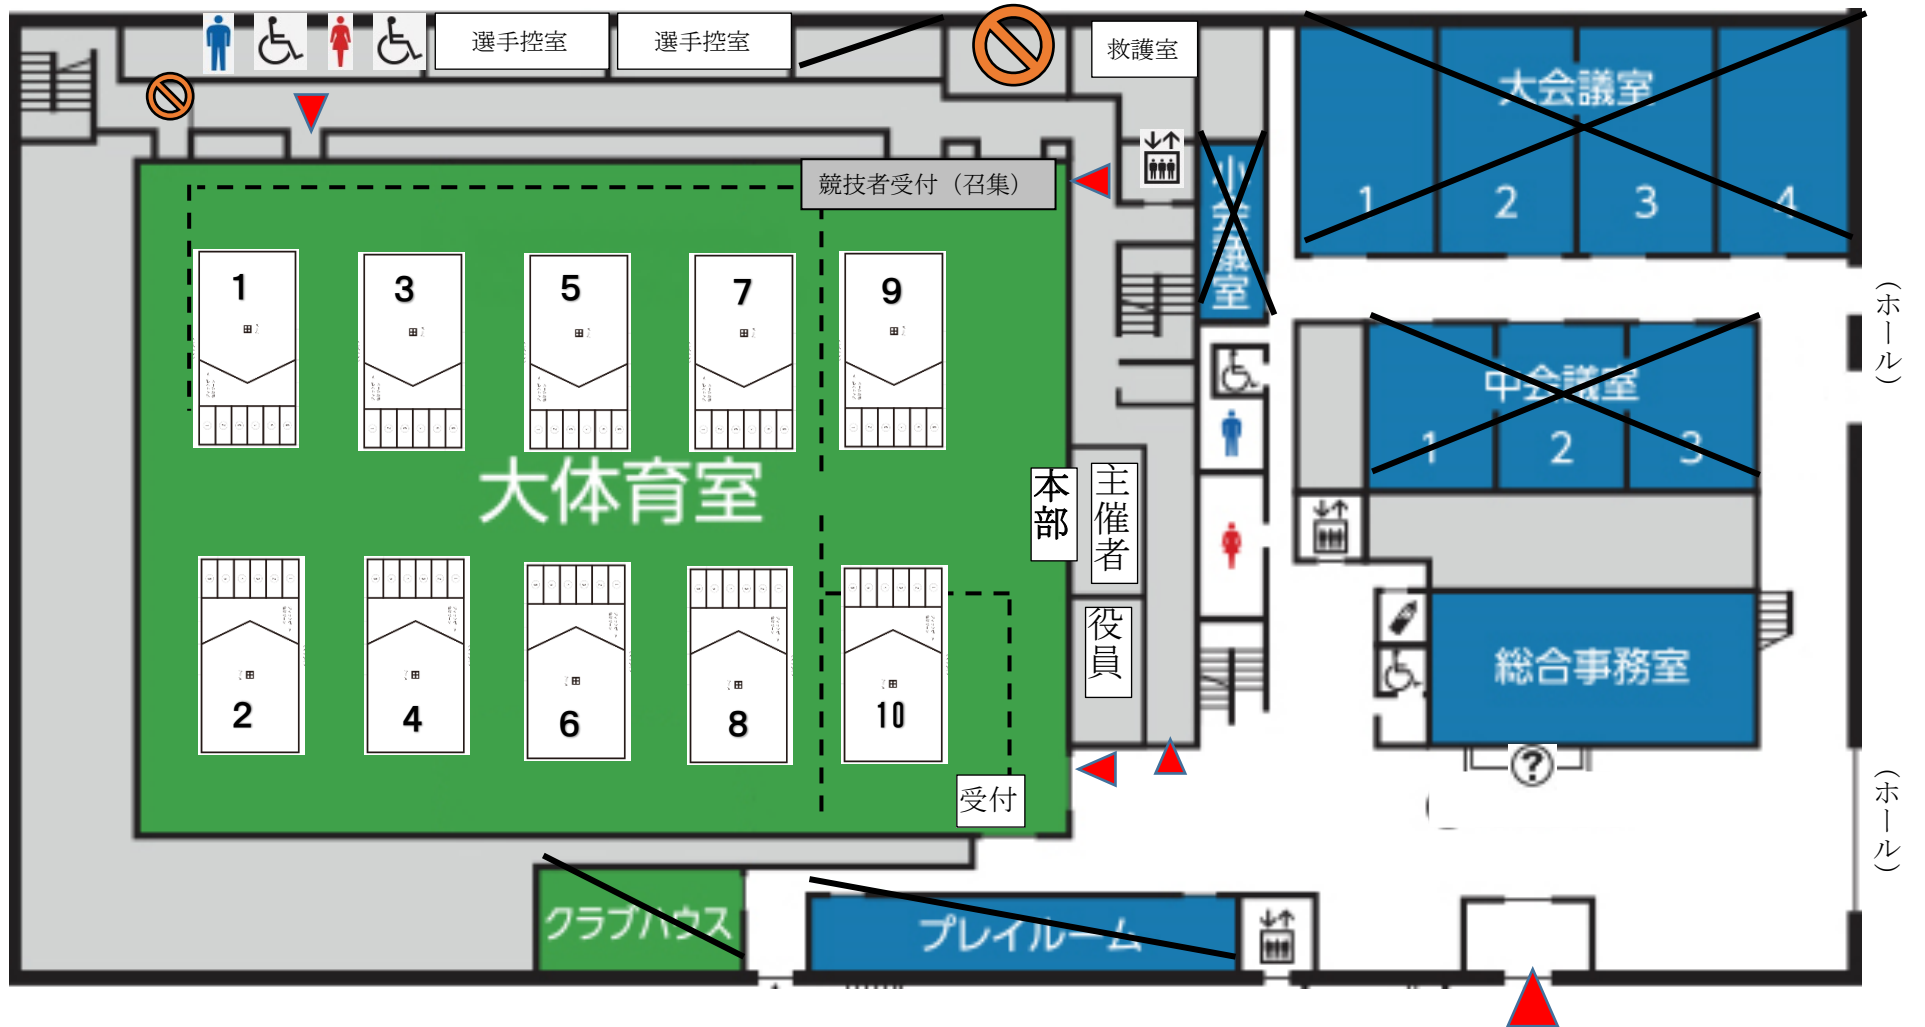 選手控室
選手控室
救護室
大会議室
1
2
3
4
競技者受付（召集）
小会議室
1
3
5
7
9
（ホール）
中会議室
1
2
3
大体育室
本部
主催者
役員
2
4
6
8
10
総合事務室
?
受付
（ホール）
クラブハウス
プレイルーム